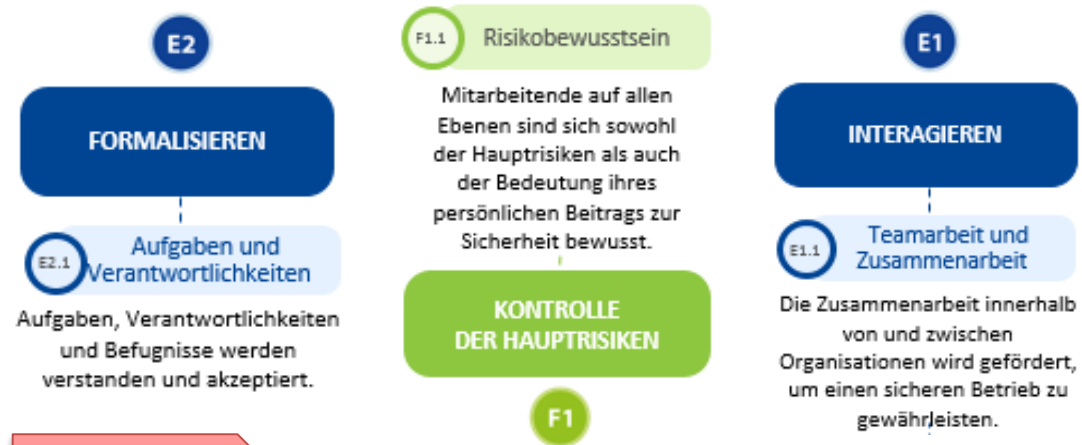 E2
FORMALISIEREN
E2.1
Aufgaben und
Verantwortlichkeiten
Aufgaben, Verantwortlichkeiten
und Befugnisse werden
verstanden und akzeptiert.
F1.1
Risikobewusstsein
Mitarbeitende auf allen
Ebenen sind sich sowohl
der Hauptrisiken als auch
der Bedeutung ihres
persönlichen Beitrags zur
Sicherheit bewusst.
KONTROLLE
DER HAUPTRISIKEN
F1
E1
INTERAGIEREN
E1.1
Teamarbeit und
Zusammenarbeit
Die Zusammenarbeit innerhalb
von und zwischen
Organisationen wird gefördert,
um einen sicheren Betrieb zu
gewährleisten.